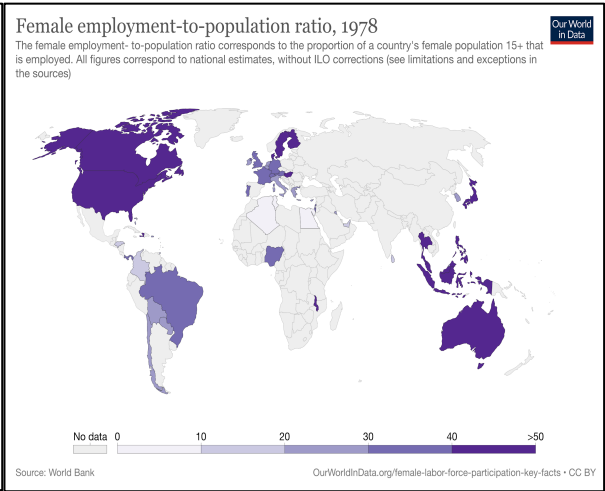 Female employment-to-population ratio, 1978
Our World
in Data
The female employment- to-population ratio corresponds to the proportion of a country's female population 15+ that
is employed. All figures correspond to national estimates, without ILO corrections (see limitations and exceptions in
the sources)
No data 0 10 20 30 40 >50
Source: World Bank
OurWorldInData.org/female-labor-force-participation-key-facts • CC BY